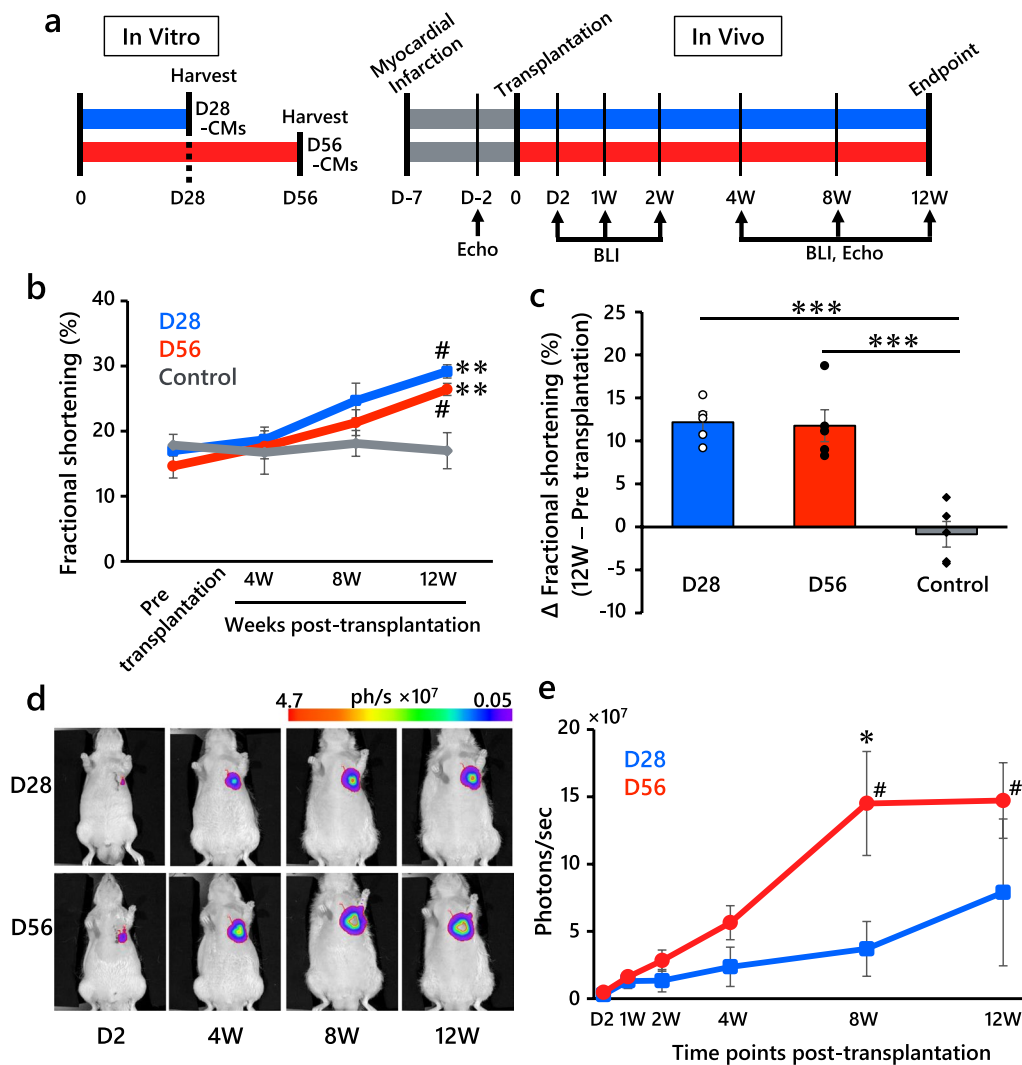 a
In Vitro
Harvest
D28
-CMs
Harvest
D56
-CMs
0
D28
D56
Myocardial
Infarction
Transplantation
In Vivo
Endpoint
D-7
D-2
0
D2
1W
2W
4W
8W
12W
Echo
BLI
BLI, Echo
b
Fractional shortening (%)
40
30
20
10
0
D28
D56
Control
#
**
**
#
Pre
transplantation
4W
8W
12W
Weeks post-transplantation
c
Δ Fractional shortening (%)
(12W – Pre transplantation)
25
20
15
10
5
0
-5
-10
***
***
D28
D56
Control
d
ph/s ×10⁷
4.7
0.05
D28
D56
D2
4W
8W
12W
e
×10⁷
Photons/sec
20
15
10
5
0
D28
D56
*
#
#
D2
1W
2W
4W
8W
12W
Time points post-transplantation